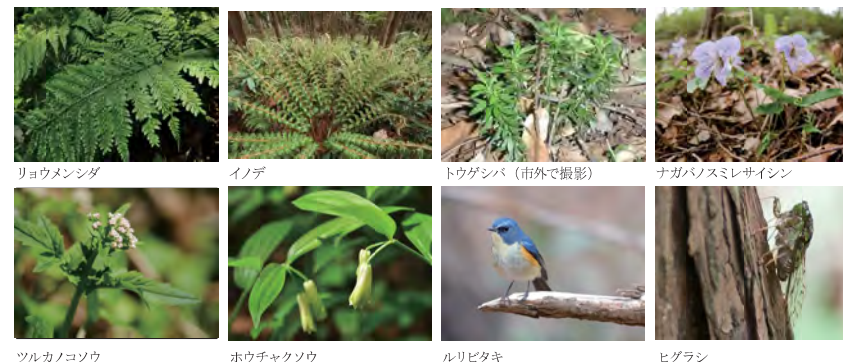 リョウメンシダ
イノデ
トウゲシバ（市外で撮影）
ナガバノスミレサイシン
ツルカノコソウ
ホウチャクソウ
ルリビタキ
ヒグラシ